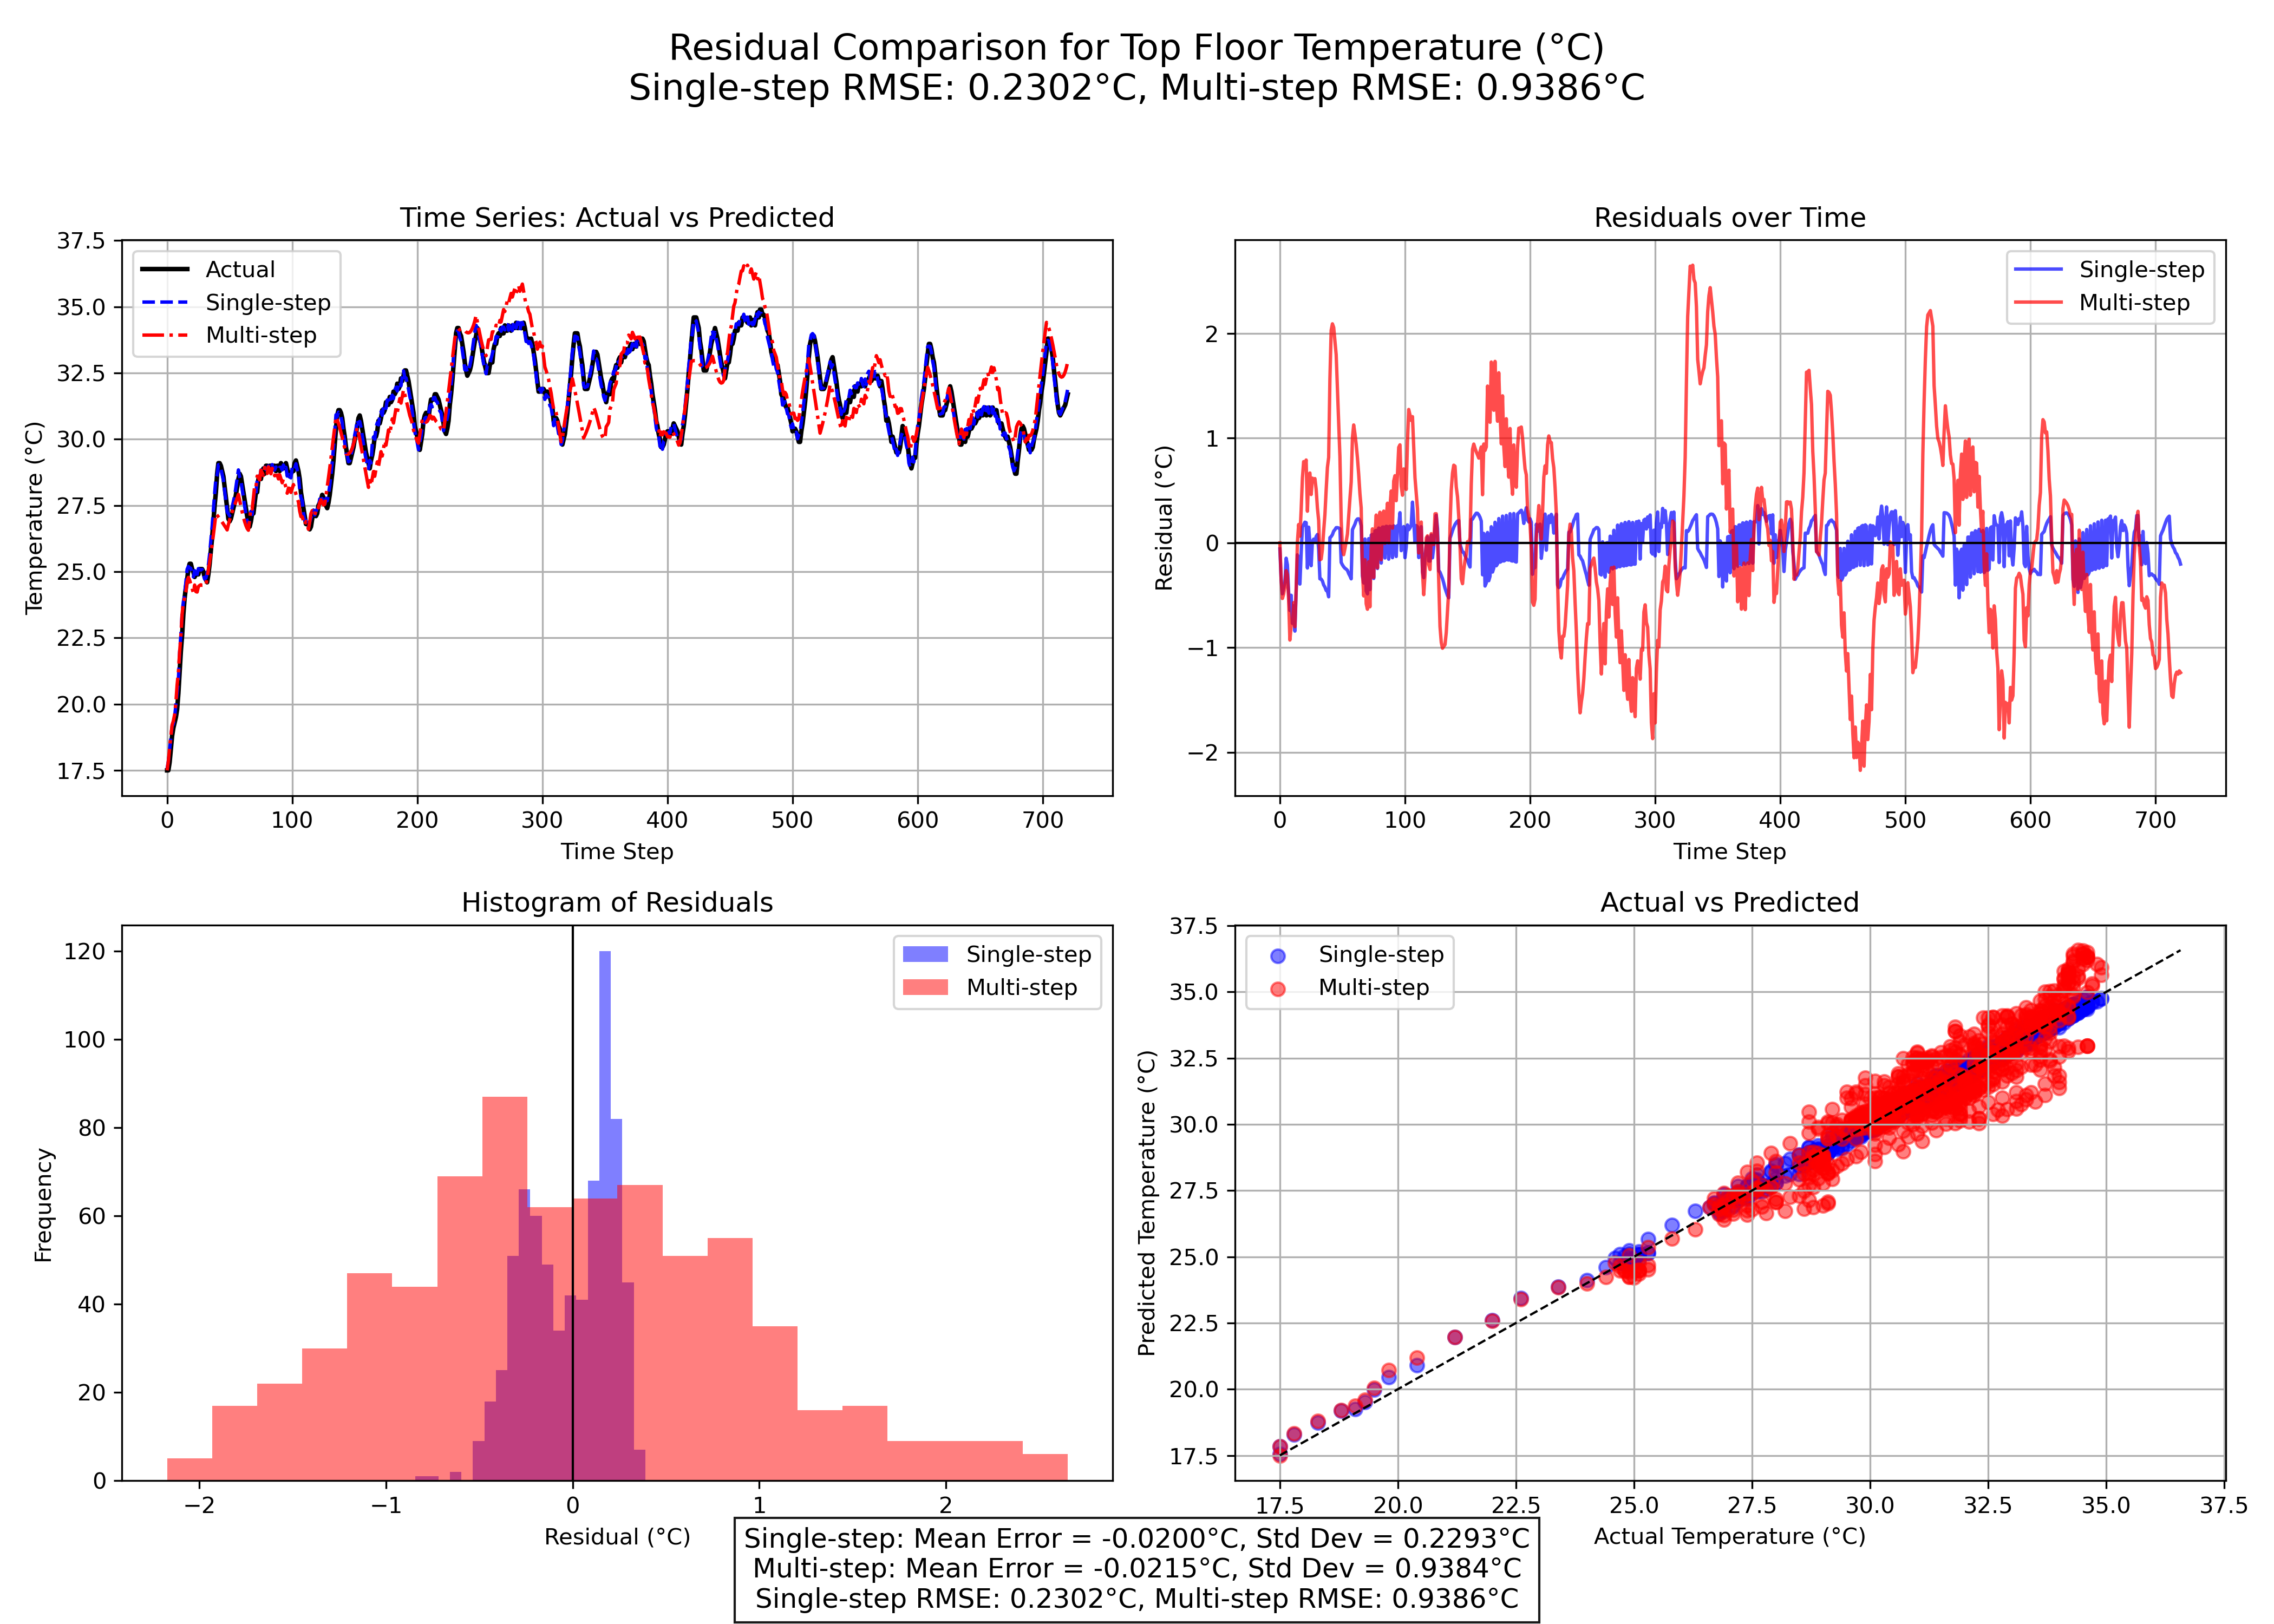 Residual Comparison for Top Floor Temperature (°C)
Single-step RMSE: 0.2302°C, Multi-step RMSE: 0.9386°C
Time Series: Actual vs Predicted
37.5
35.0
32.5
30.0
27.5
25.0
22.5
20.0
17.5
Temperature (°C)
Actual
Single-step
Multi-step
0 100 200 300 400 500 600 700
Time Step
Residuals over Time
2
1
0
−1
−2
Residual (°C)
Single-step
Multi-step
0 100 200 300 400 500 600 700
Time Step
Histogram of Residuals
120
100
80
60
40
20
0
Frequency
Single-step
Multi-step
−2 −1 0 1 2
Residual (°C)
Actual vs Predicted
37.5
35.0
32.5
30.0
27.5
25.0
22.5
20.0
17.5
Predicted Temperature (°C)
Single-step
Multi-step
17.5 20.0 22.5 25.0 27.5 30.0 32.5 35.0 37.5
Actual Temperature (°C)
Single-step: Mean Error = -0.0200°C, Std Dev = 0.2293°C
Multi-step: Mean Error = -0.0215°C, Std Dev = 0.9384°C
Single-step RMSE: 0.2302°C, Multi-step RMSE: 0.9386°C